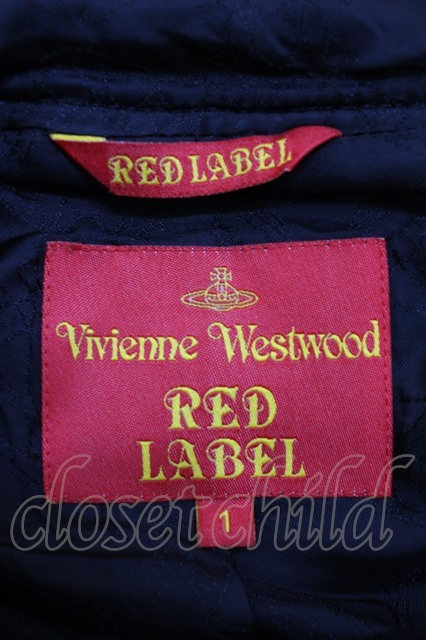 RED LABEL
Vivienne Westwood
RED
LABEL
closet child
1